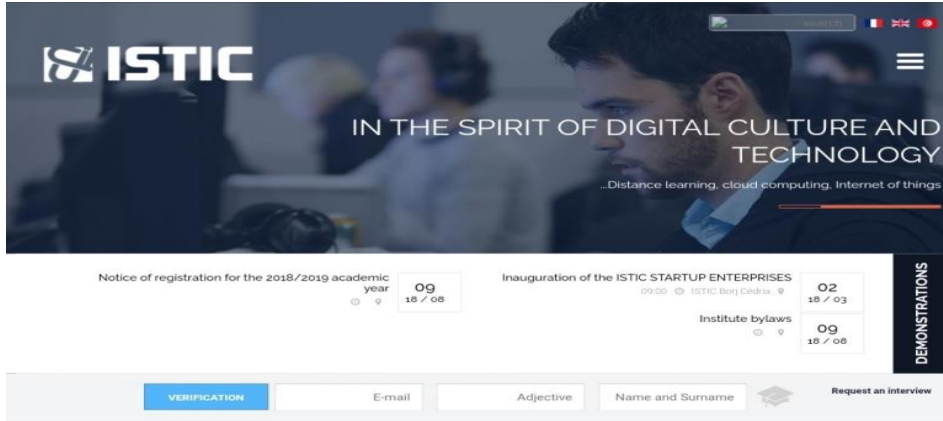 search
ISTIC
IN THE SPIRIT OF DIGITAL CULTURE AND
TECHNOLOGY
...Distance learning, cloud computing, Internet of things
DEMONSTRATIONS
Inauguration of the ISTIC STARTUP ENTERPRISES
09:00 ISTIC Borj Cédria
02
18 / 03
Institute bylaws
09
18 / 08
Notice of registration for the 2018/2019 academic
year
09
18 / 08
Request an interview
Name and Surname
Adjective
E-mail
VERIFICATION